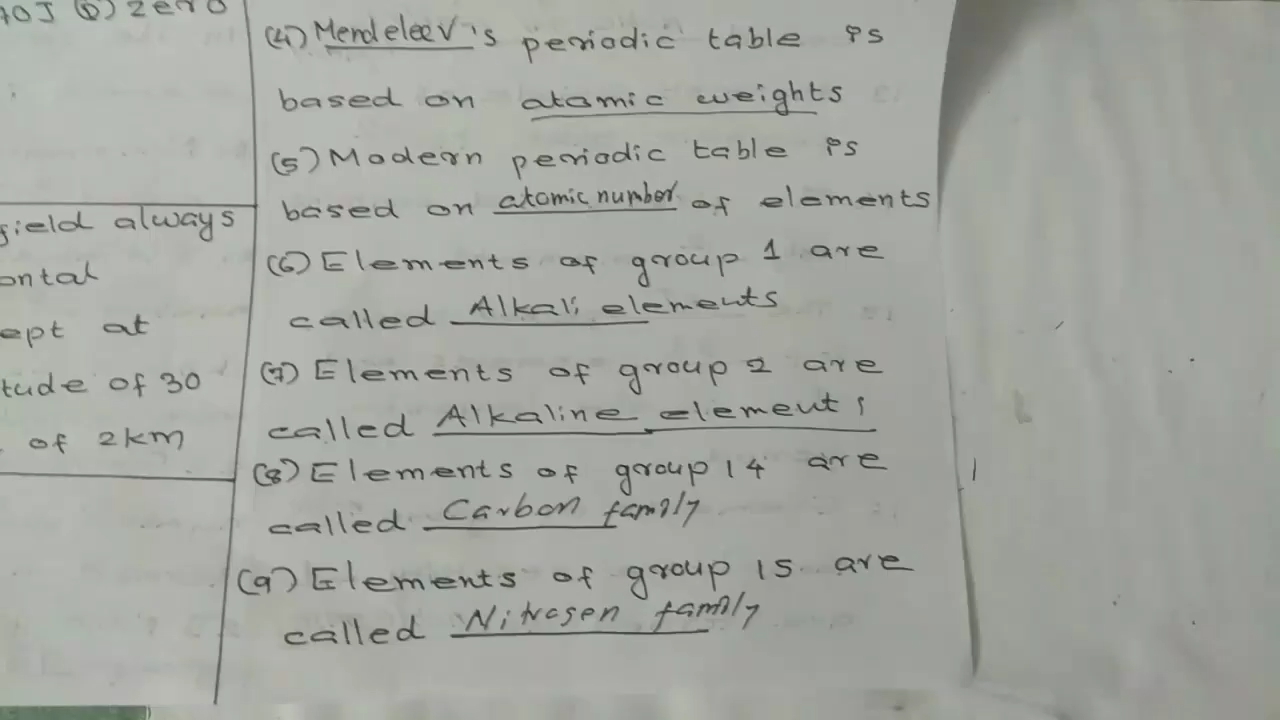 40J (D) zero
field always
ontal
ept at
tude of 30
of 2km
(4) Mendeleev's periodic table is
based on atomic weights
(5) Modern periodic table is
based on atomic number of elements
(6) Elements of group 1 are
called Alkali elements
(7) Elements of group 2 are
called Alkaline elements
(8) Elements of group 14 are
called Carbon family
(9) Elements of group 15 are
called Nitrogen family